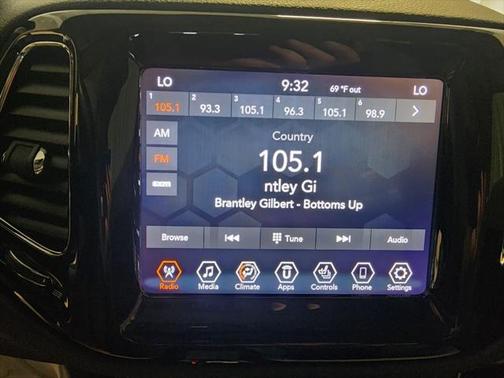 LO 9:32 69 °F out LO
1 2 3 4 5 6
105.1 93.3 105.1 96.3 105.1 98.9
AM
FM
Country
105.1
ntley Gi
Brantley Gilbert - Bottoms Up
Browse Tune Audio
Radio Media Climate Apps Controls Phone Settings